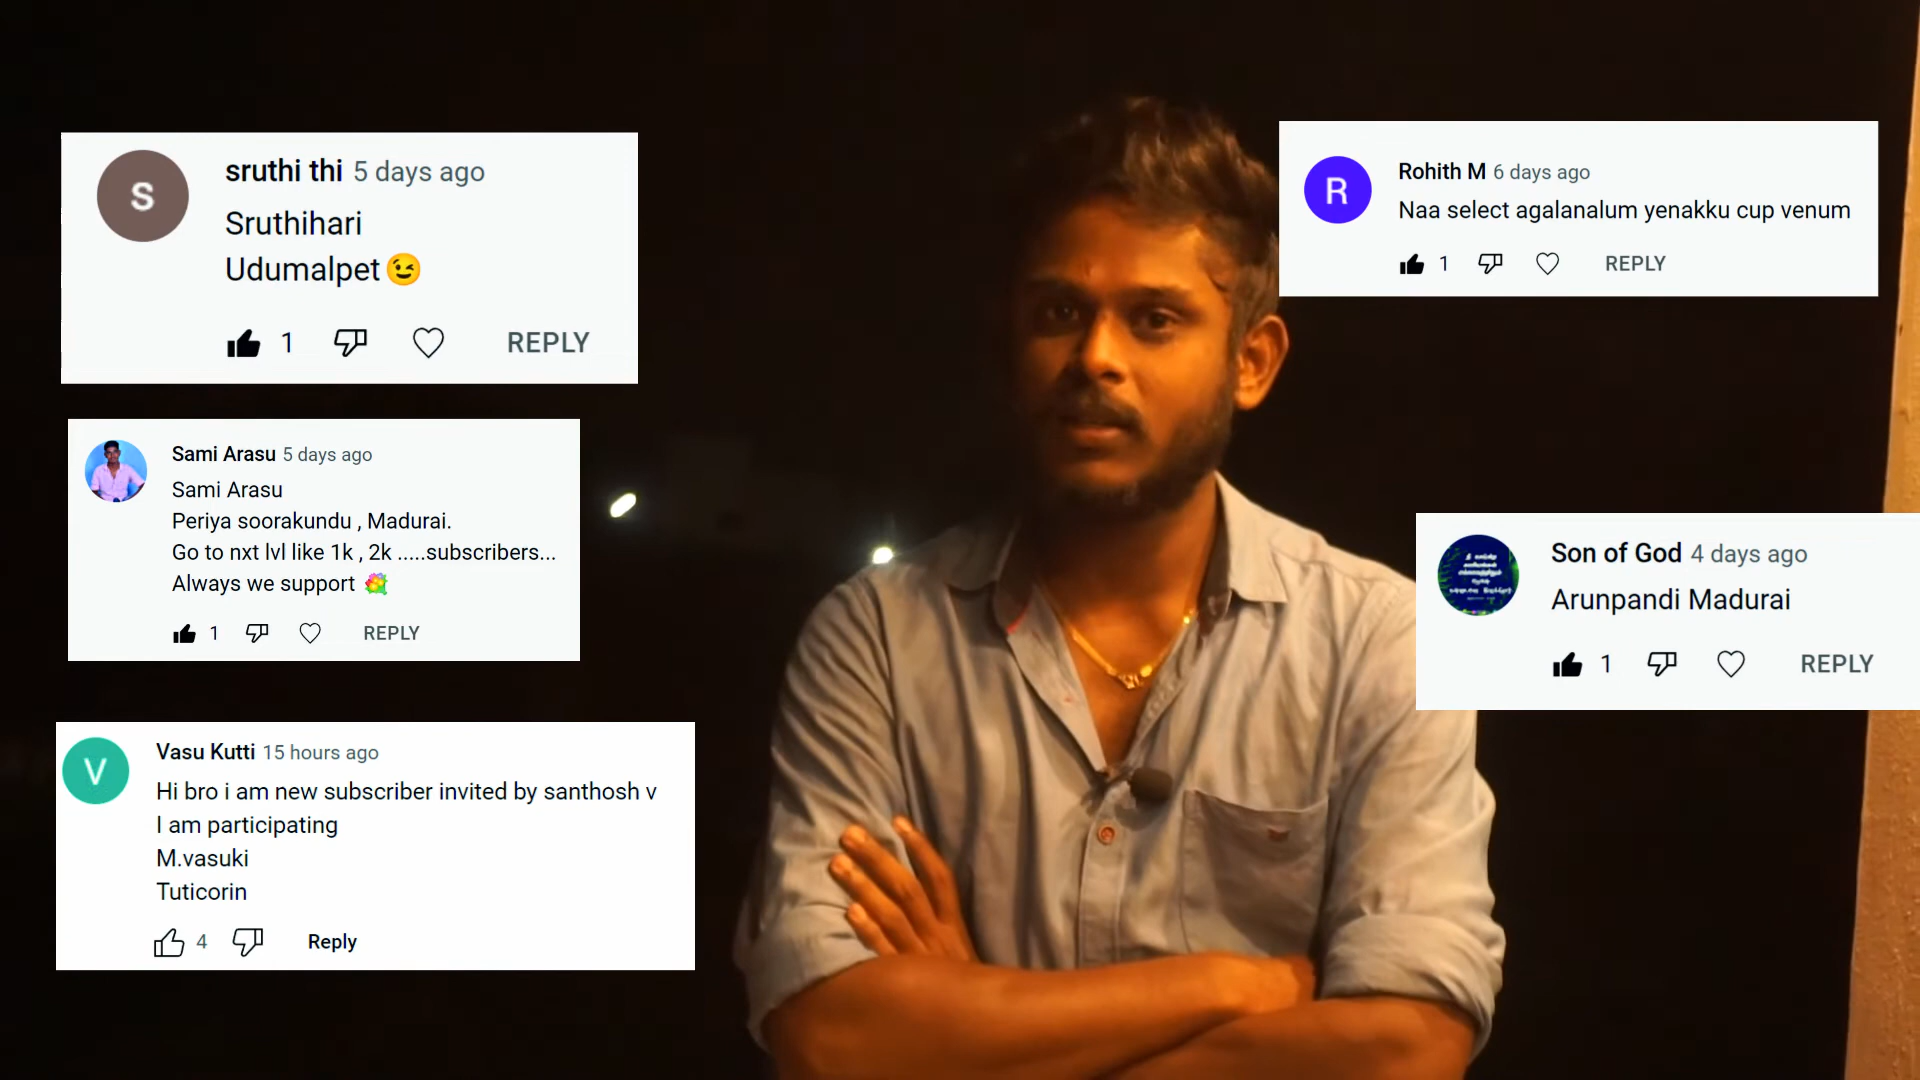 S
sruthi thi 5 days ago
Sruthihari
Udumalpet😉
1 REPLY
Sami Arasu 5 days ago
Sami Arasu
Periya soorakundu , Madurai.
Go to nxt lvl like 1k , 2k .....subscribers...
Always we support 💐
1 REPLY
V
Vasu Kutti 15 hours ago
Hi bro i am new subscriber invited by santhosh v
I am participating
M.vasuki
Tuticorin
4 Reply
R
Rohith M 6 days ago
Naa select agalanalum yenakku cup venum
1 REPLY
Son of God 4 days ago
Arunpandi Madurai
1 REPLY